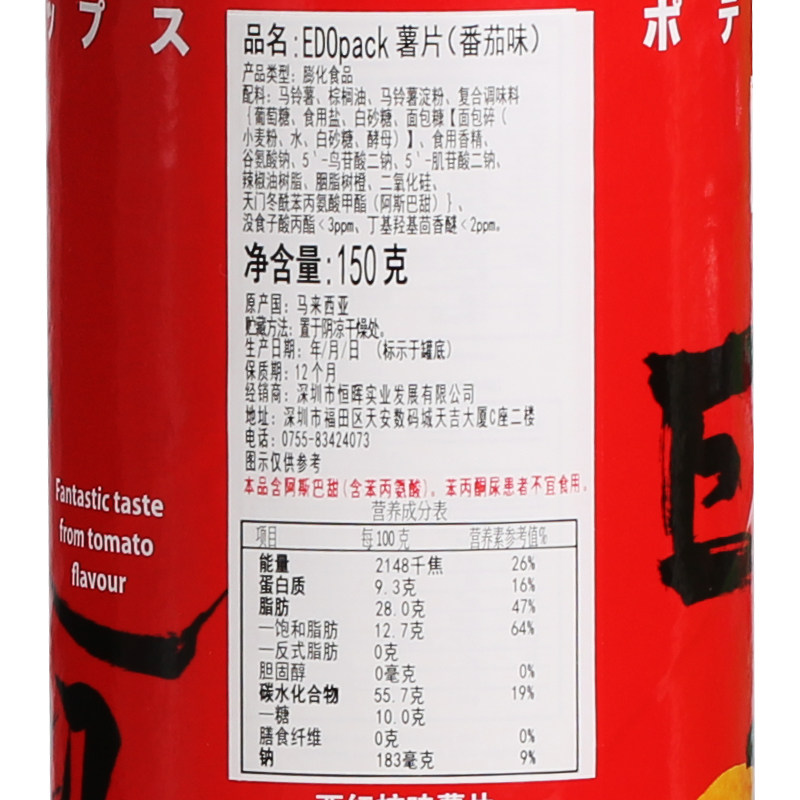 ップス
ポテ
品名:EDOpack薯片(番茄味)
产品类型: 膨化食品
配料: 马铃薯、棕榈油、马铃薯淀粉、复合调味料
{葡萄糖、食用盐、白砂糖、面包糠【面包碎(
小麦粉、水、白砂糖、酵母)】、食用香精、
谷氨酸钠、5'-鸟苷酸二钠、5'-肌苷酸二钠、
辣椒油树脂、胭脂树橙、二氧化硅、
天门冬酰苯丙氨酸甲酯(阿斯巴甜)}、
没食子酸丙酯<3ppm、丁基羟基茴香醚<2ppm。
净含量:150克
原产国: 马来西亚
贮藏方法: 置于阴凉干燥处。
生产日期: 年/月/日 (标示于罐底)
保质期: 12个月
经销商: 深圳市恒晖实业发展有限公司
地址: 深圳市福田区天安数码城天吉大厦C座二楼
电话: 0755-83424073
图示仅供参考
本品含阿斯巴甜(含苯丙氨酸)。苯丙酮尿患者不宜食用。
营养成分表
项目 每100克 营养素参考值%
能量 2148千焦 26%
蛋白质 9.3克 16%
脂肪 28.0克 47%
—饱和脂肪 12.7克 64%
—反式脂肪 0克
胆固醇 0毫克 0%
碳水化合物 55.7克 19%
—糖 10.0克
膳食纤维 0克 0%
钠 183毫克 9%
Fantastic taste
from tomato
flavour